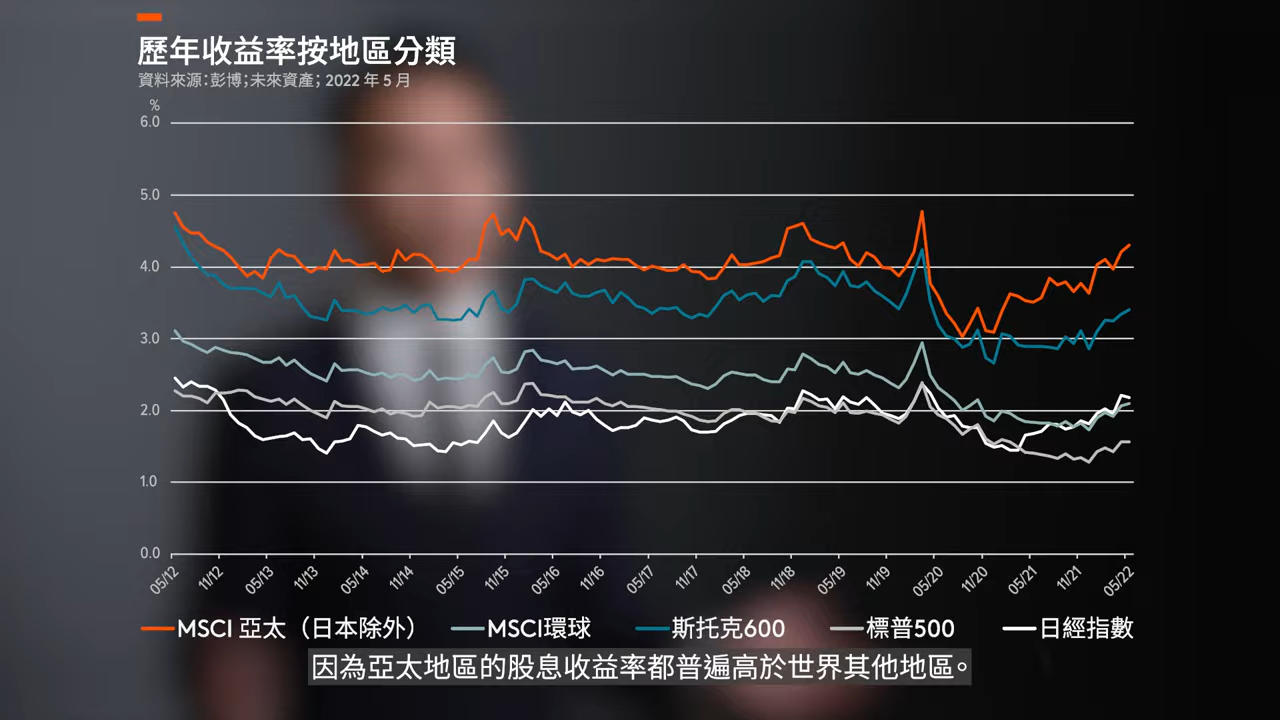 歷年收益率按地區分類
資料來源：彭博；未來資產；2022 年 5 月
%
6.0
5.0
4.0
3.0
2.0
1.0
0.0
05/12 11/12 05/13 11/13 05/14 11/14 05/15 11/15 05/16 11/16 05/17 11/17 05/18 11/18 05/19 11/19 05/20 11/20 05/21 11/21 05/22
MSCI 亞太（日本除外） MSCI環球 斯托克600 標普500 日經指數
因為亞太地區的股息收益率都普遍高於世界其他地區。